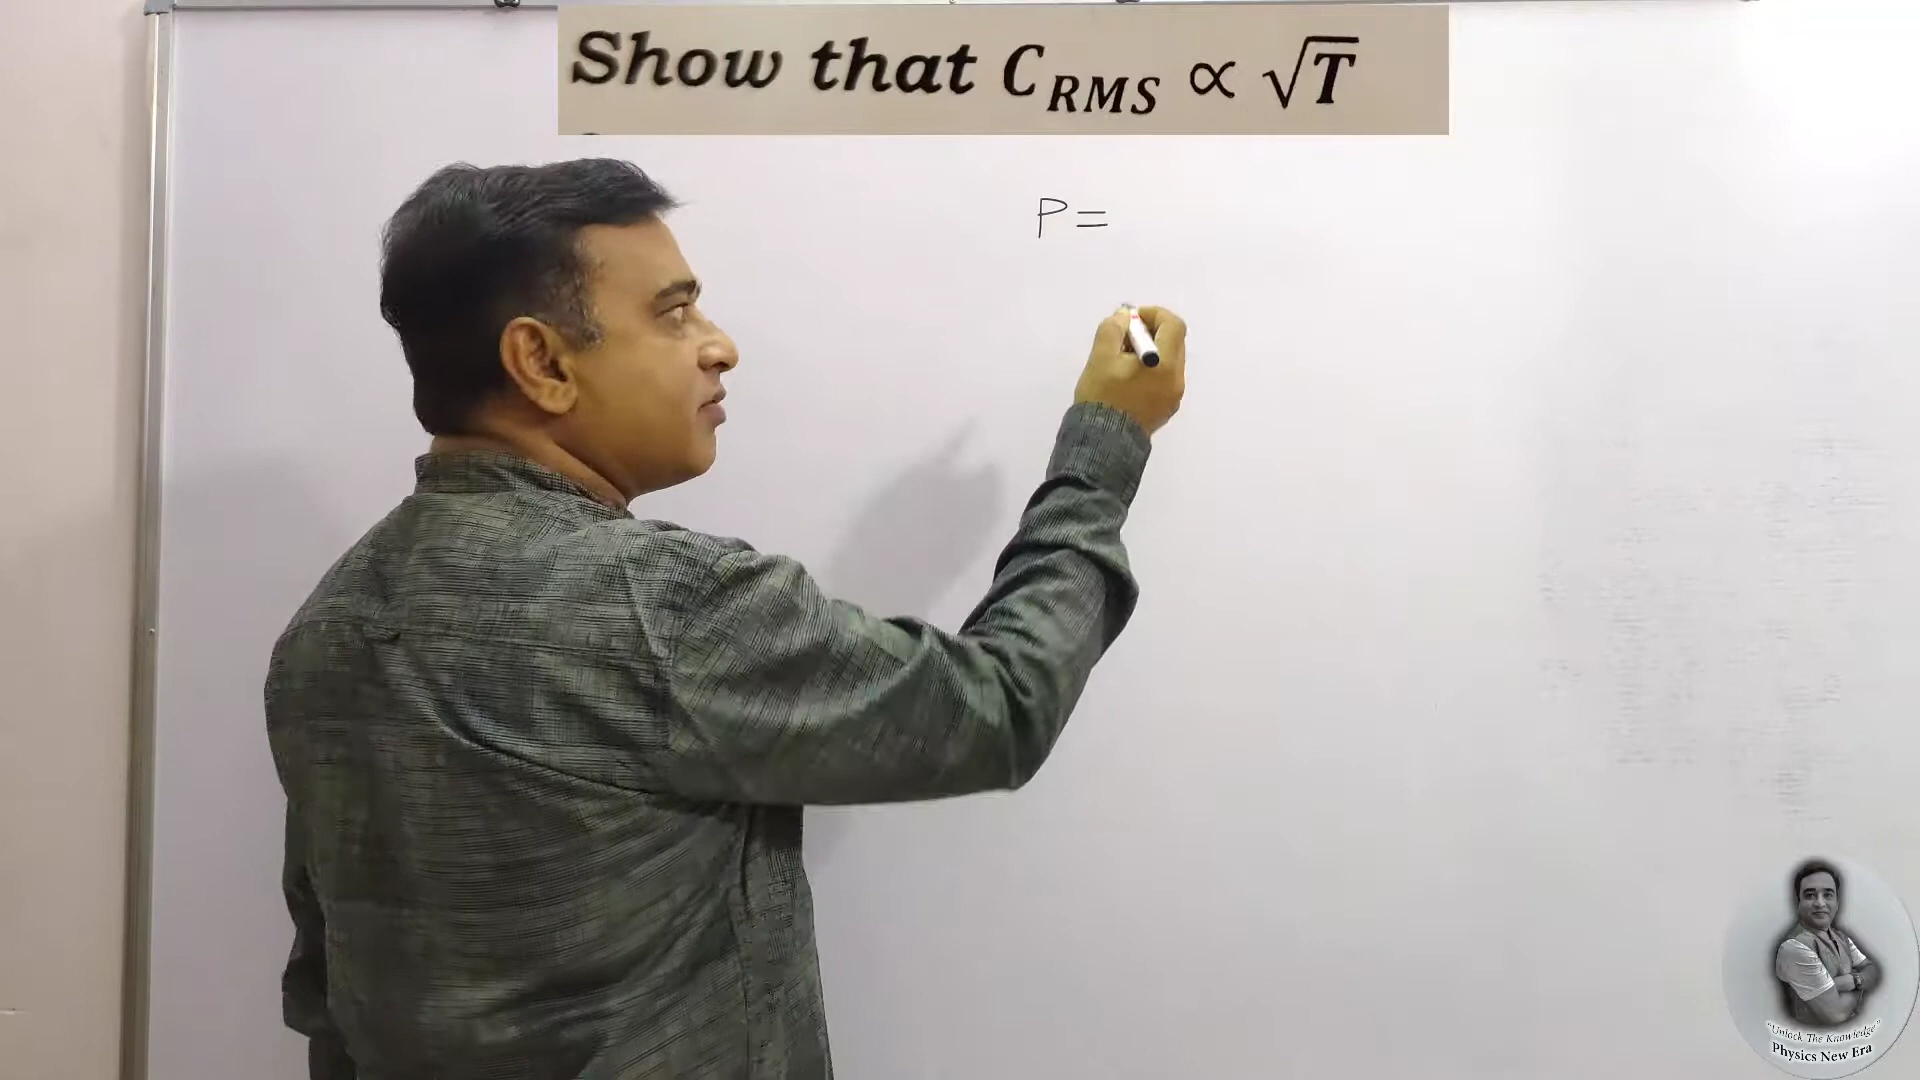 Show that C_RMS ∝ √T
P =
"Unlock The Knowledge"
Physics New Era